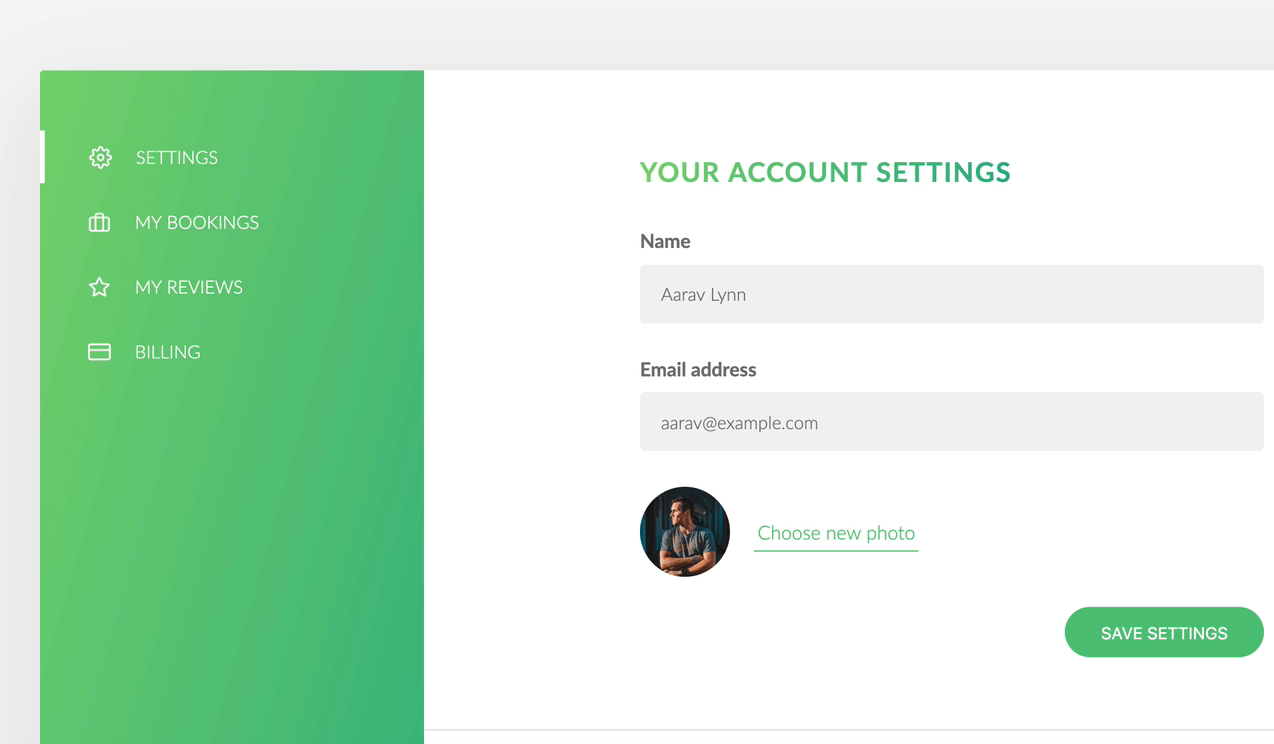 SETTINGS
MY BOOKINGS
MY REVIEWS
BILLING
YOUR ACCOUNT SETTINGS
Name
Aarav Lynn
Email address
aarav@example.com
Choose new photo
SAVE SETTINGS